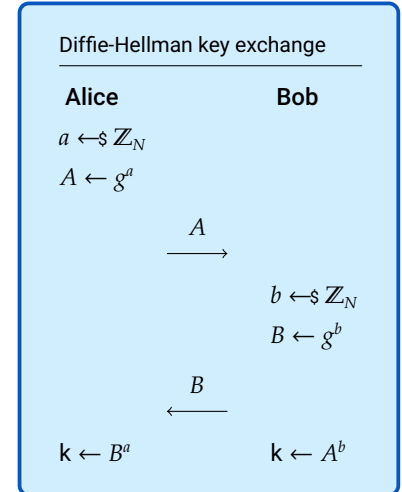 Diffie-Hellman key exchange
Alice Bob
a ←$ ℤ_N
A ← g^a
A
b ←$ ℤ_N
B ← g^b
B
k ← B^a k ← A^b